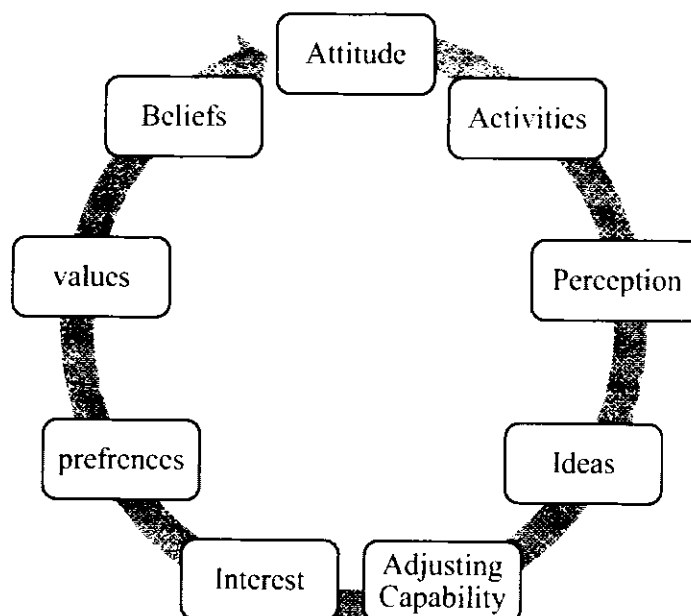 Attitude
Activities
Perception
Ideas
Adjusting
Capability
Interest
prefrences
values
Beliefs